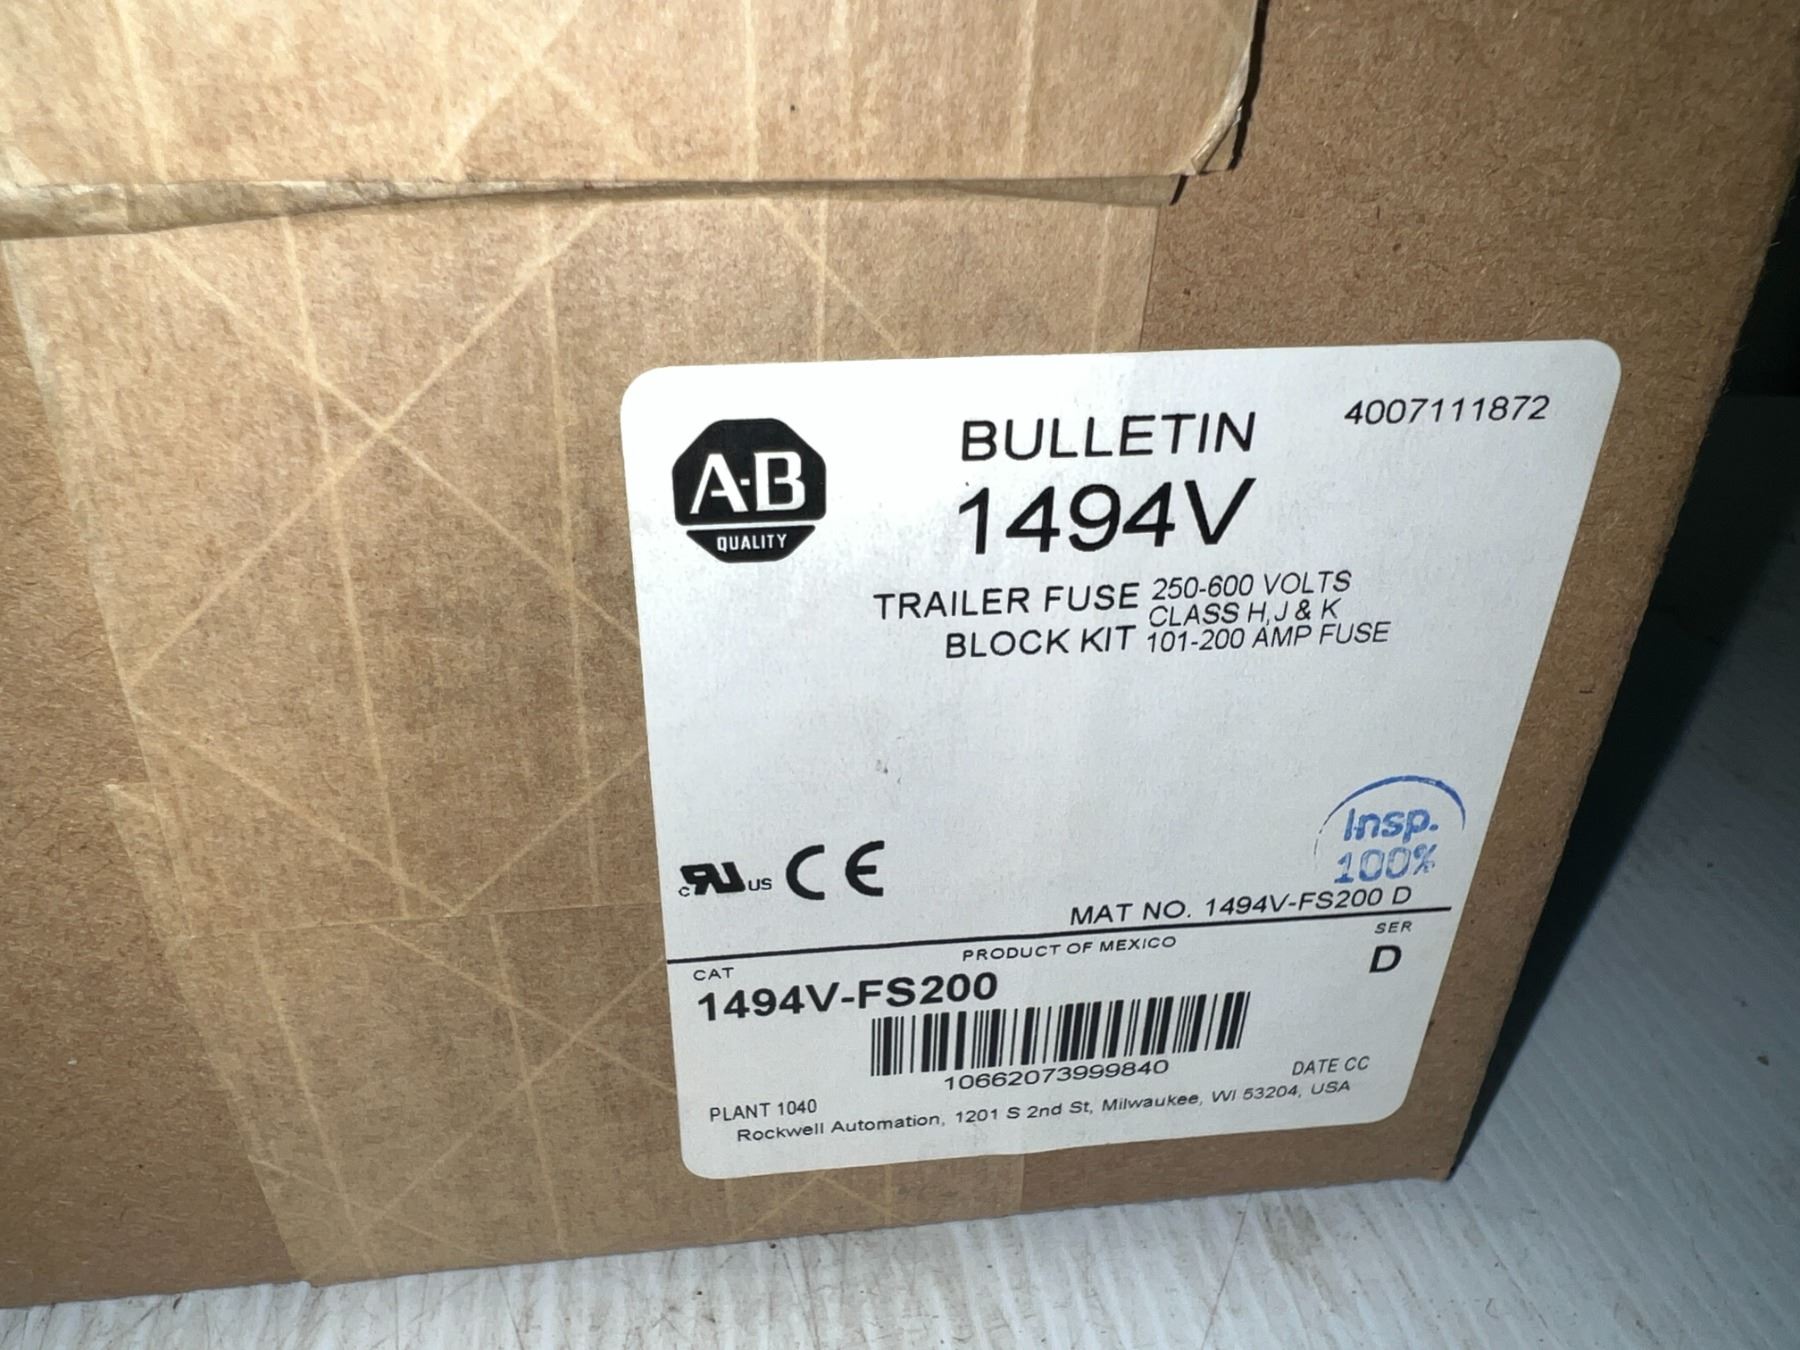 A-B
QUALITY
BULLETIN
4007111872
1494V
TRAILER FUSE
BLOCK KIT
250-600 VOLTS
CLASS H, J & K
101-200 AMP FUSE
Insp.
100%
c RU US CE
MAT NO. 1494V-FS200 D
PRODUCT OF MEXICO
SER
D
CAT
1494V-FS200
10662073999840
DATE CC
PLANT 1040
Rockwell Automation, 1201 S 2nd St, Milwaukee, WI 53204, USA